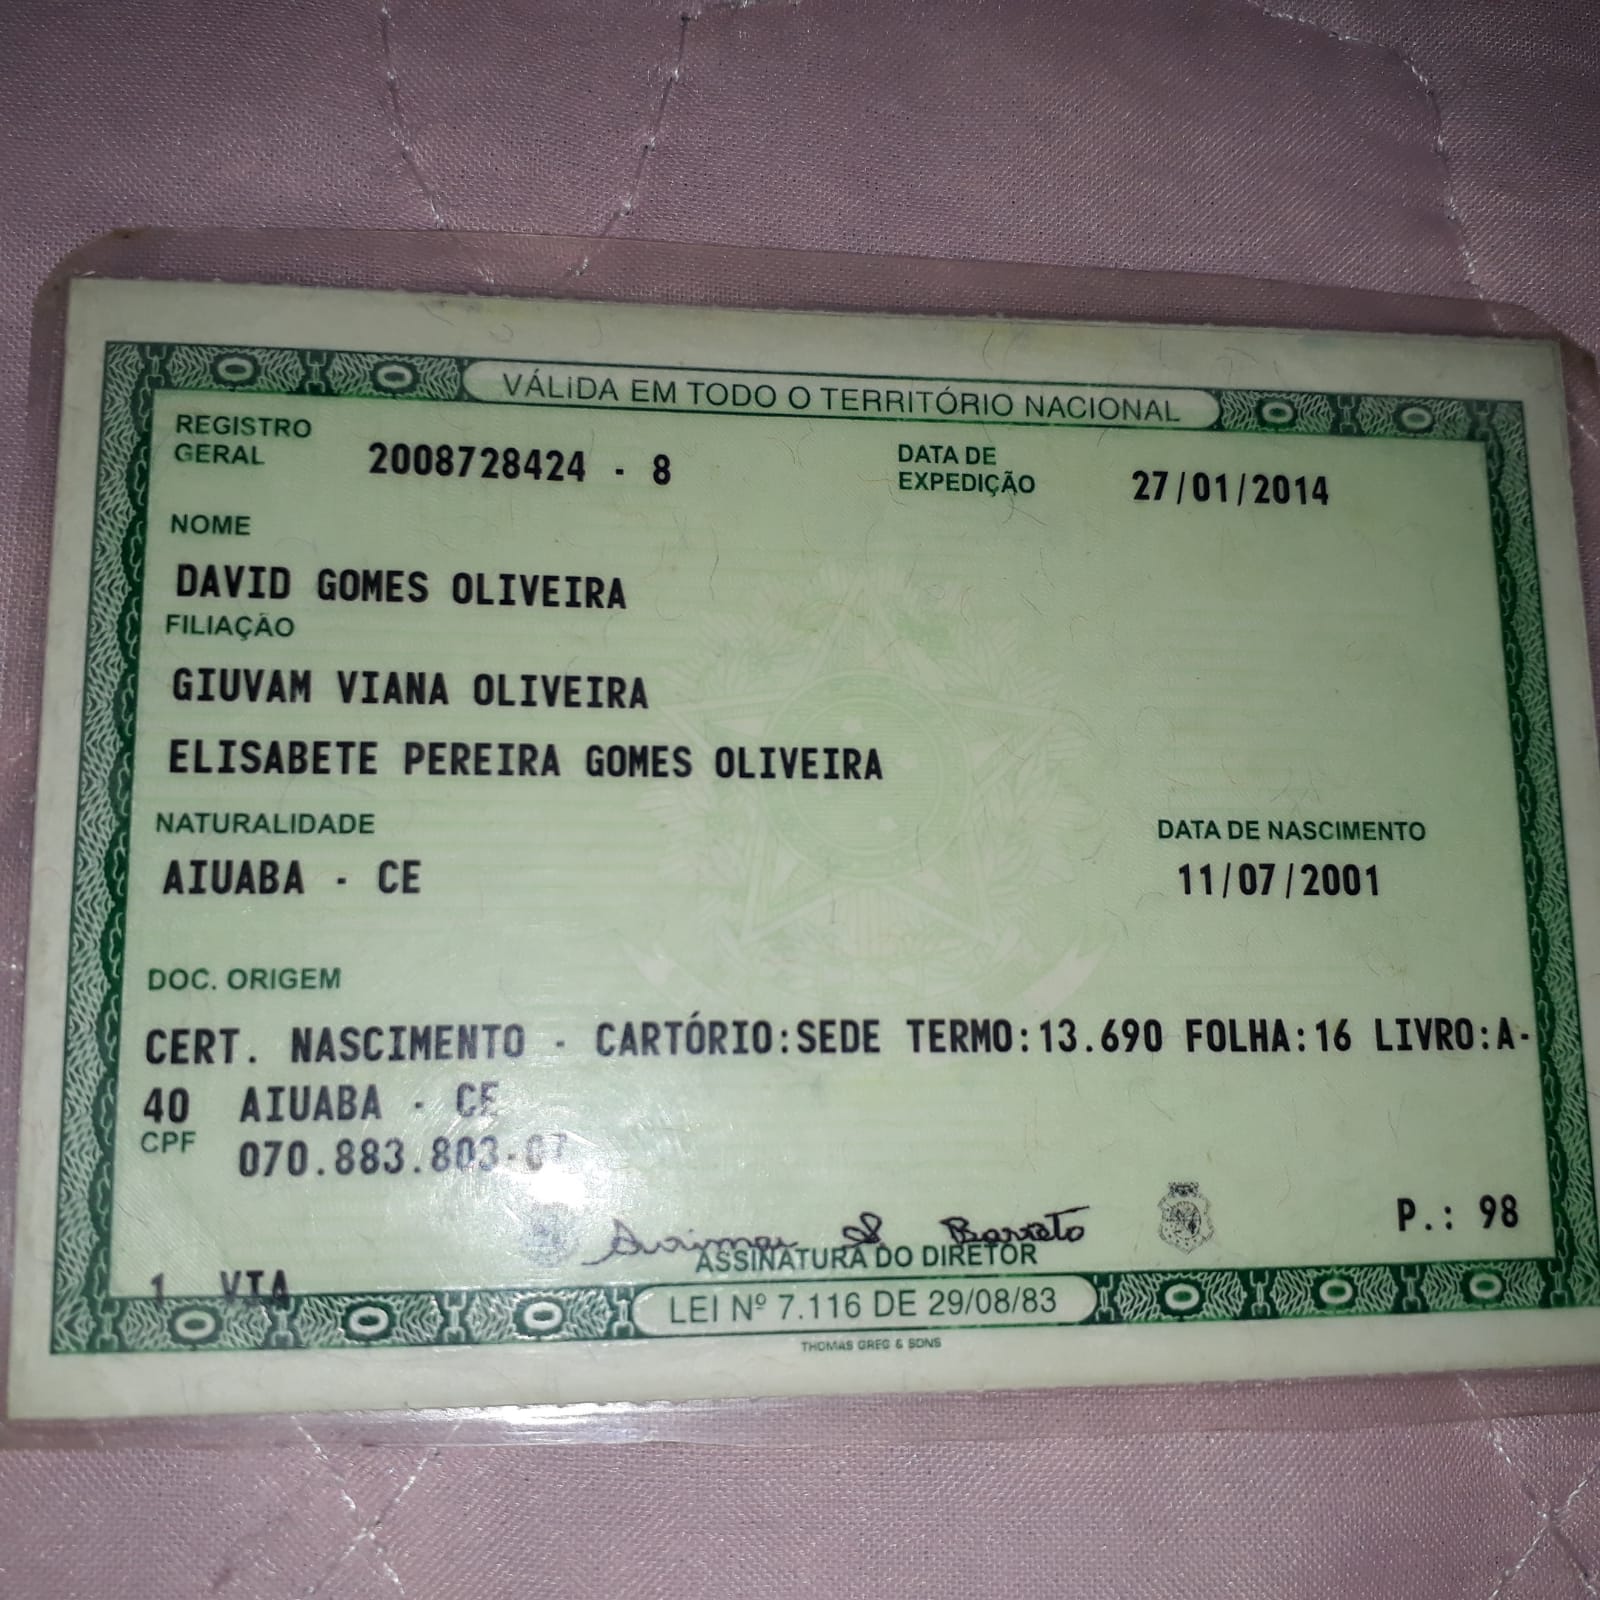 VÁLIDA EM TODO O TERRITÓRIO NACIONAL
REGISTRO GERAL 2008728424 - 8
DATA DE EXPEDIÇÃO 27/01/2014
NOME
DAVID GOMES OLIVEIRA
FILIAÇÃO
GIUVAM VIANA OLIVEIRA
ELISABETE PEREIRA GOMES OLIVEIRA
NATURALIDADE
AIUABA - CE
DATA DE NASCIMENTO
11/07/2001
DOC. ORIGEM
CERT. NASCIMENTO - CARTÓRIO:SEDE TERMO:13.690 FOLHA:16 LIVRO:A-
40 AIUABA - CE
CPF
070.883.803-
P.: 98
Barreto
ASSINATURA DO DIRETOR
1 VIA
LEI Nº 7.116 DE 29/08/83
THOMAS GREG & SONS